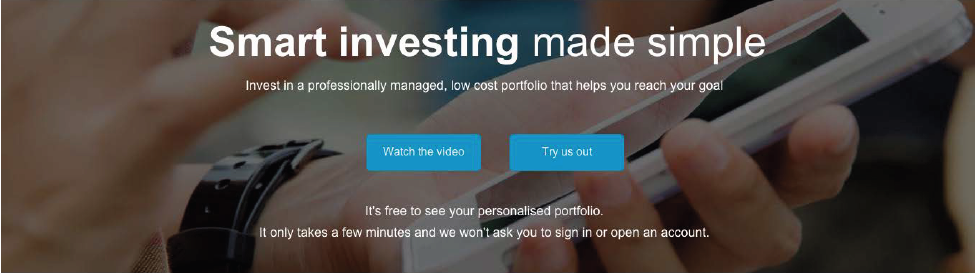 Smart investing made simple
Invest in a professionally managed, low cost portfolio that helps you reach your goal
Watch the video
Try us out
It's free to see your personalised portfolio.
It only takes a few minutes and we won't ask you to sign in or open an account.